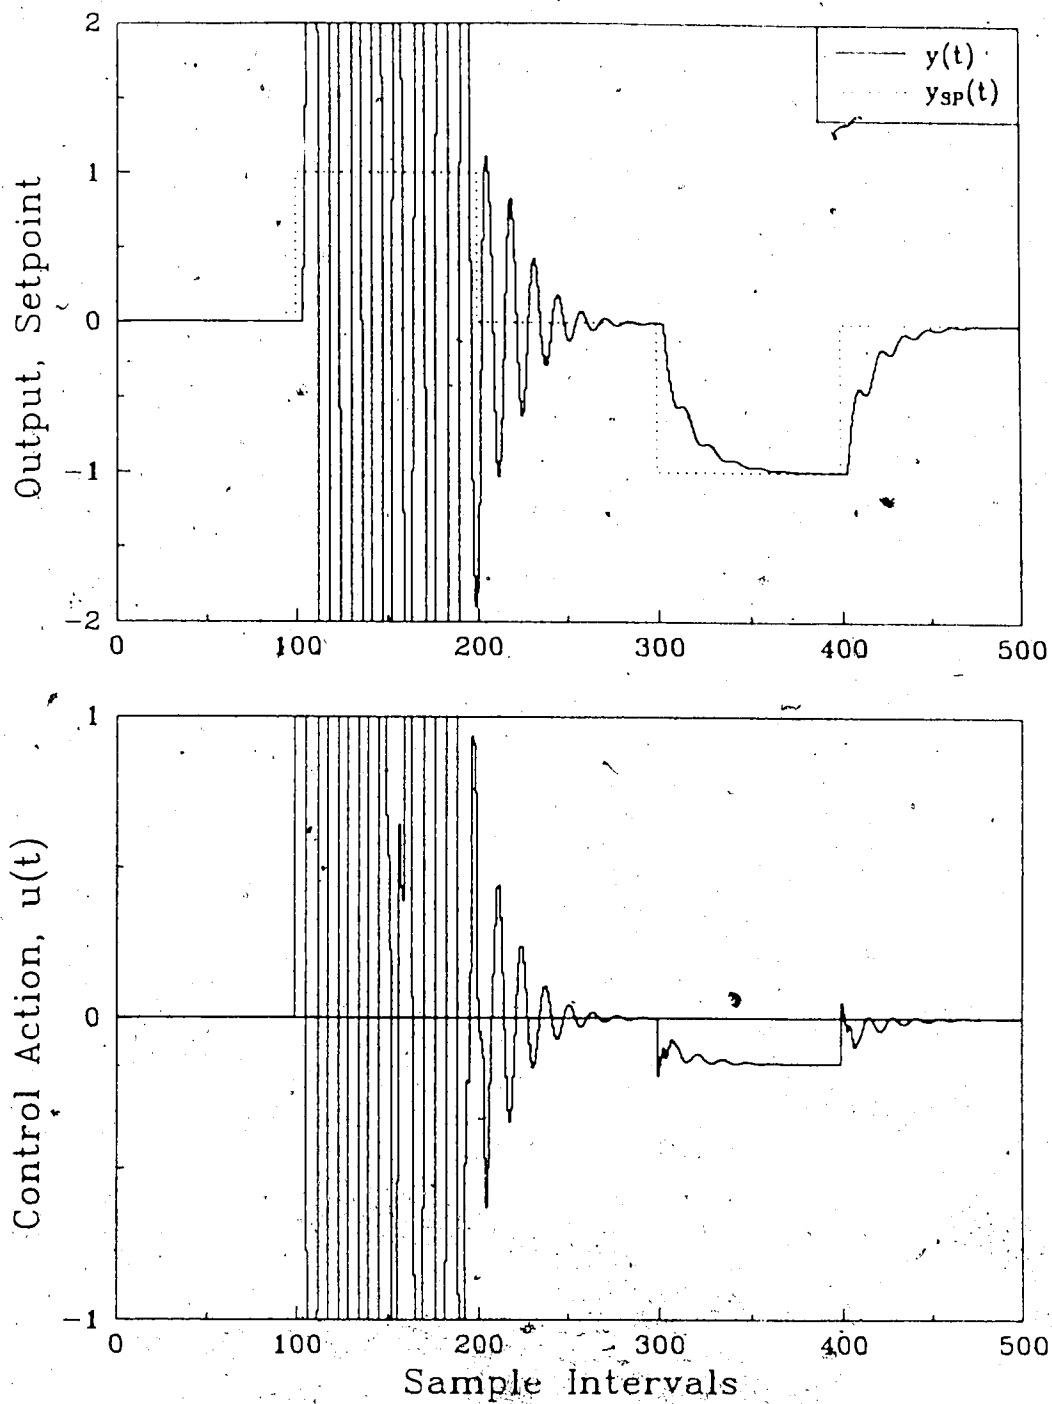 2
1
0
-1
-2
Output, Setpoint
y(t)
ySP(t)
0 100 200 300 400 500
1
0
-1
Control Action, u(t)
0 100 200 300 400 500
Sample Intervals